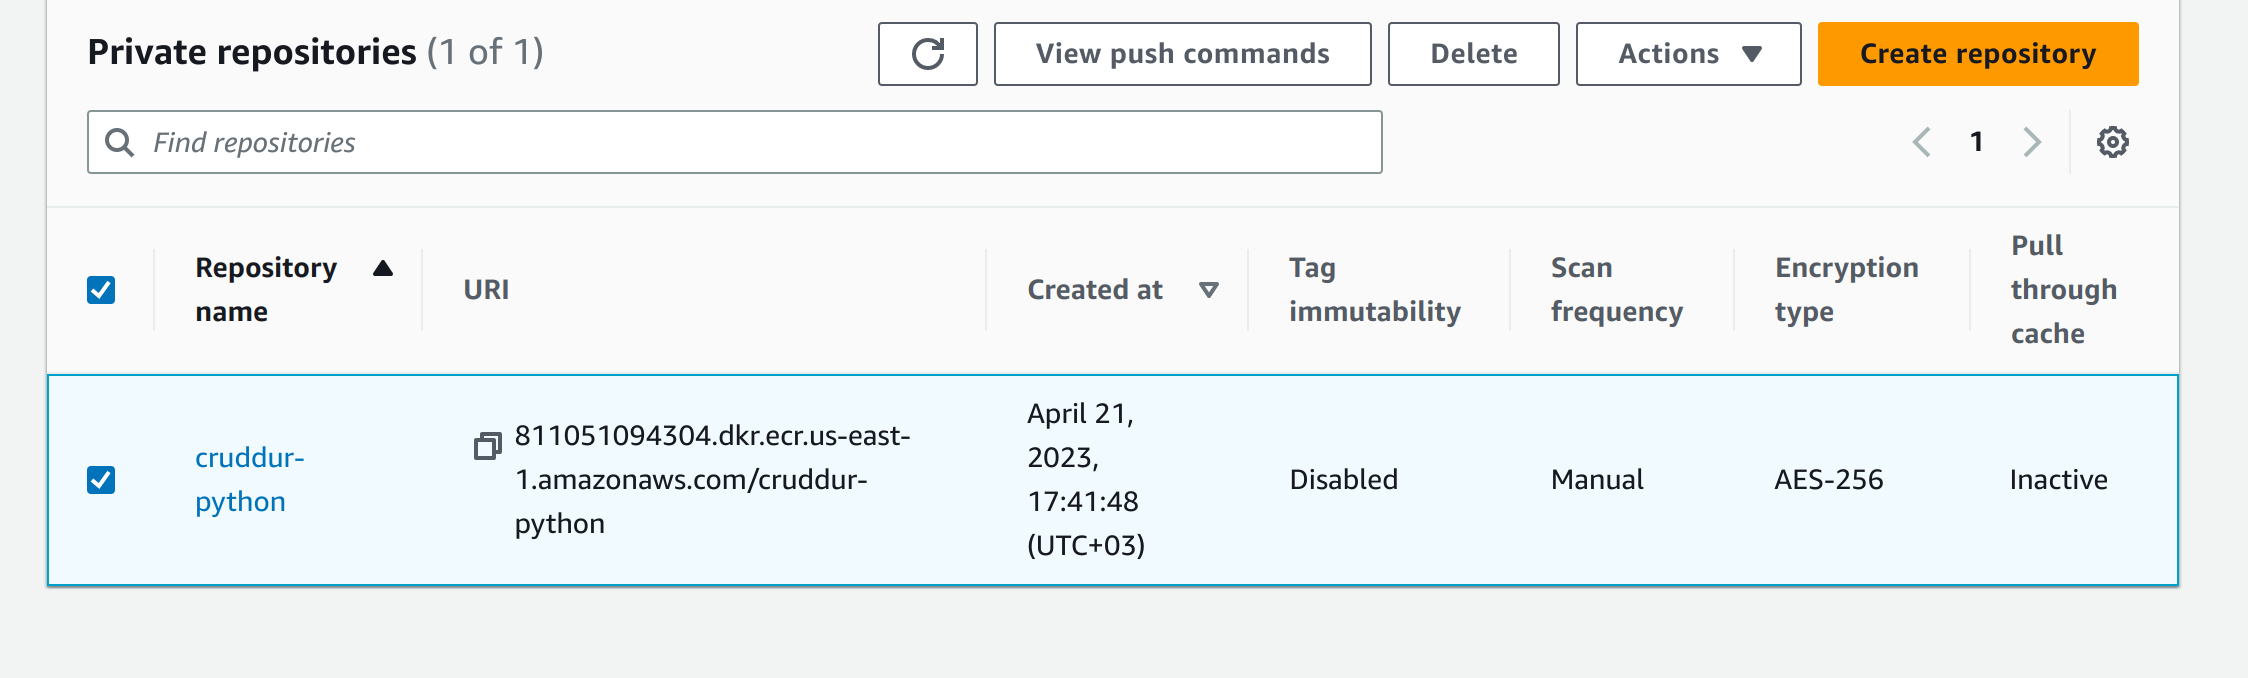 Private repositories (1 of 1)
View push commands
Delete
Actions
Create repository
Find repositories
1
Repository
name
URI
Created at
Tag
immutability
Scan
frequency
Encryption
type
Pull
through
cache
cruddur-
python
811051094304.dkr.ecr.us-east-
1.amazonaws.com/cruddur-
python
April 21,
2023,
17:41:48
(UTC+03)
Disabled
Manual
AES-256
Inactive